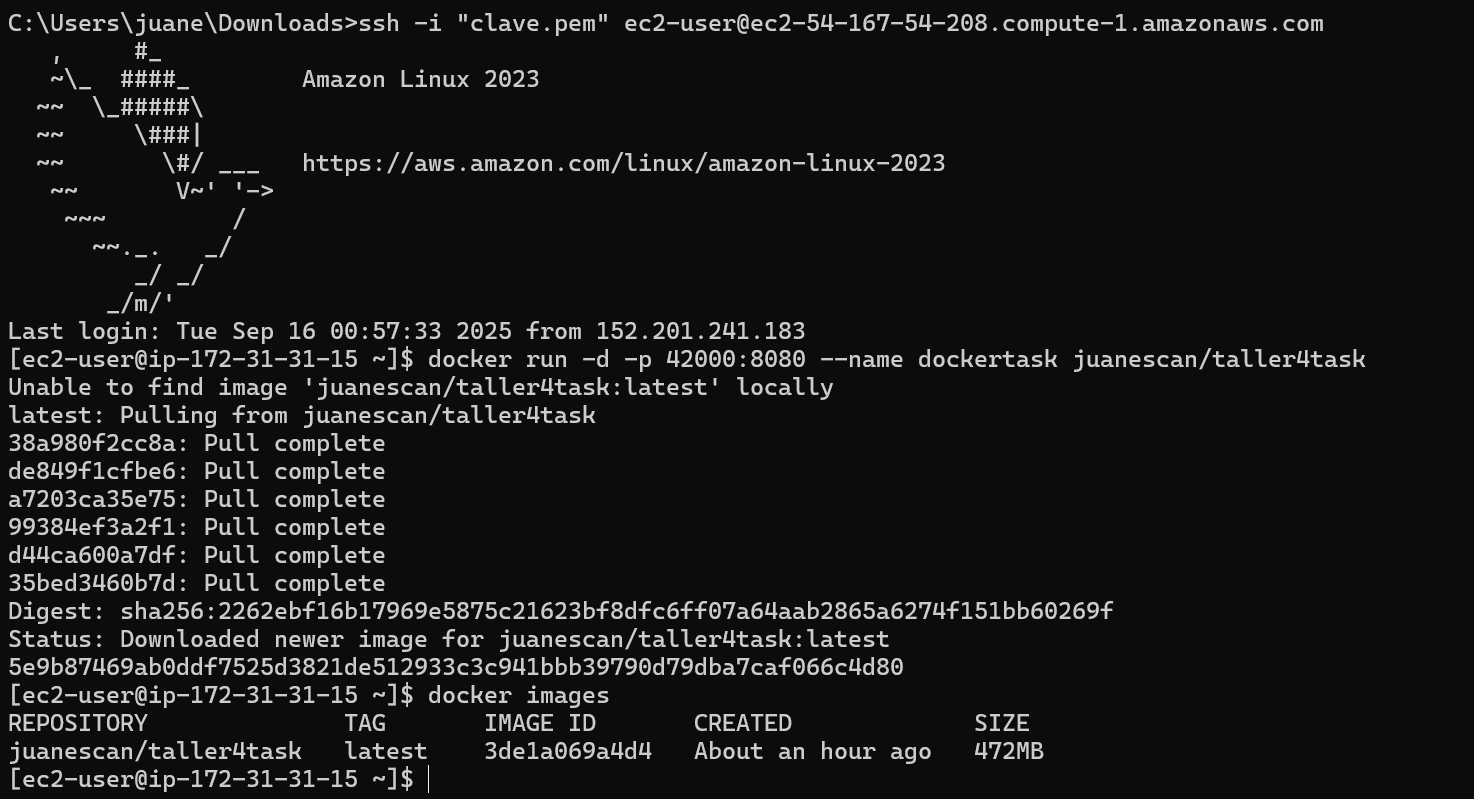 C:\Users\juane\Downloads>ssh -i "clave.pem" ec2-user@ec2-54-167-54-208.compute-1.amazonaws.com
   ,     #_
   ~\_  ####_        Amazon Linux 2023
  ~~  \_#####\
  ~~     \###|
  ~~       \#/ ___   https://aws.amazon.com/linux/amazon-linux-2023
   ~~       V~' '->
    ~~~         /
      ~~._.   _/
         _/ _/
       _/m/'
Last login: Tue Sep 16 00:57:33 2025 from 152.201.241.183
[ec2-user@ip-172-31-31-15 ~]$ docker run -d -p 42000:8080 --name dockertask juanescan/taller4task
Unable to find image 'juanescan/taller4task:latest' locally
latest: Pulling from juanescan/taller4task
38a980f2cc8a: Pull complete
de849f1cfbe6: Pull complete
a7203ca35e75: Pull complete
99384ef3a2f1: Pull complete
d44ca600a7df: Pull complete
35bed3460b7d: Pull complete
Digest: sha256:2262ebf16b17969e5875c21623bf8dfc6ff07a64aab2865a6274f151bb60269f
Status: Downloaded newer image for juanescan/taller4task:latest
5e9b87469ab0ddf7525d3821de512933c3c941bbb39790d79dba7caf066c4d80
[ec2-user@ip-172-31-31-15 ~]$ docker images
REPOSITORY              TAG       IMAGE ID       CREATED             SIZE
juanescan/taller4task   latest    3de1a069a4d4   About an hour ago   472MB
[ec2-user@ip-172-31-31-15 ~]$